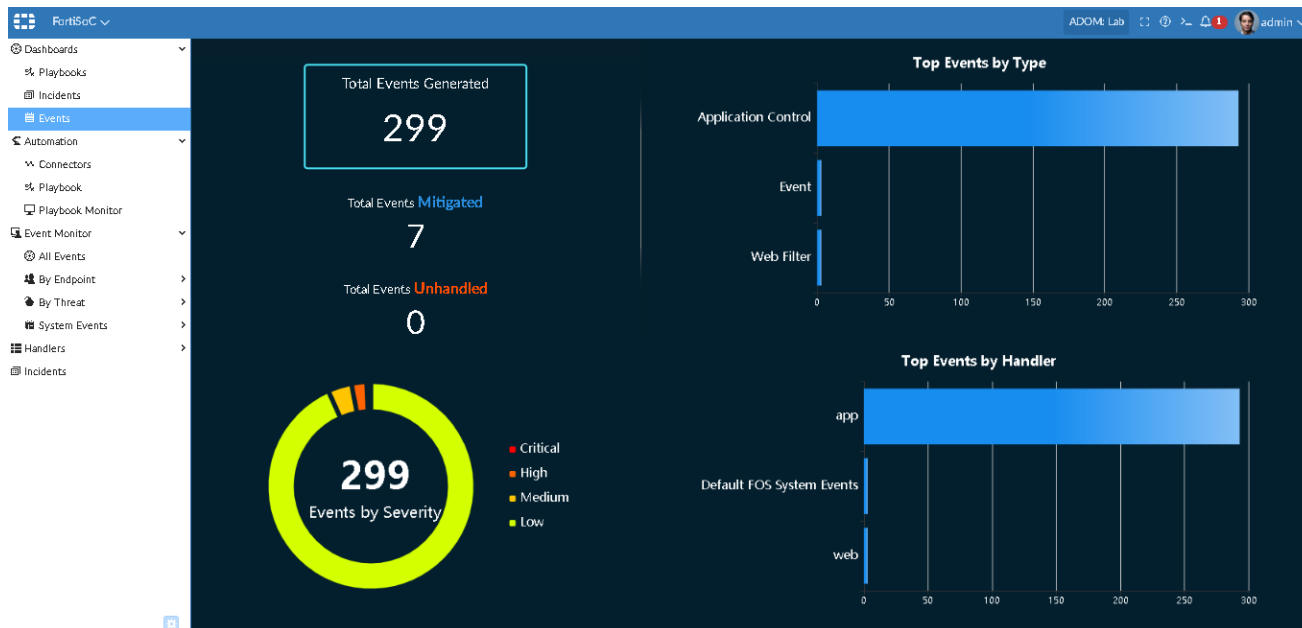 FortiSoC
ADOM: Lab
1
admin
Dashboards
Playbooks
Incidents
Events
Automation
Connectors
Playbook
Playbook Monitor
Event Monitor
All Events
By Endpoint
By Threat
System Events
Handlers
Incidents
Total Events Generated
299
Total Events Mitigated
7
Total Events Unhandled
0
299
Events by Severity
Critical
High
Medium
Low
Top Events by Type
Application Control
Event
Web Filter
0 50 100 150 200 250 300
Top Events by Handler
app
Default FOS System Events
web
0 50 100 150 200 250 300